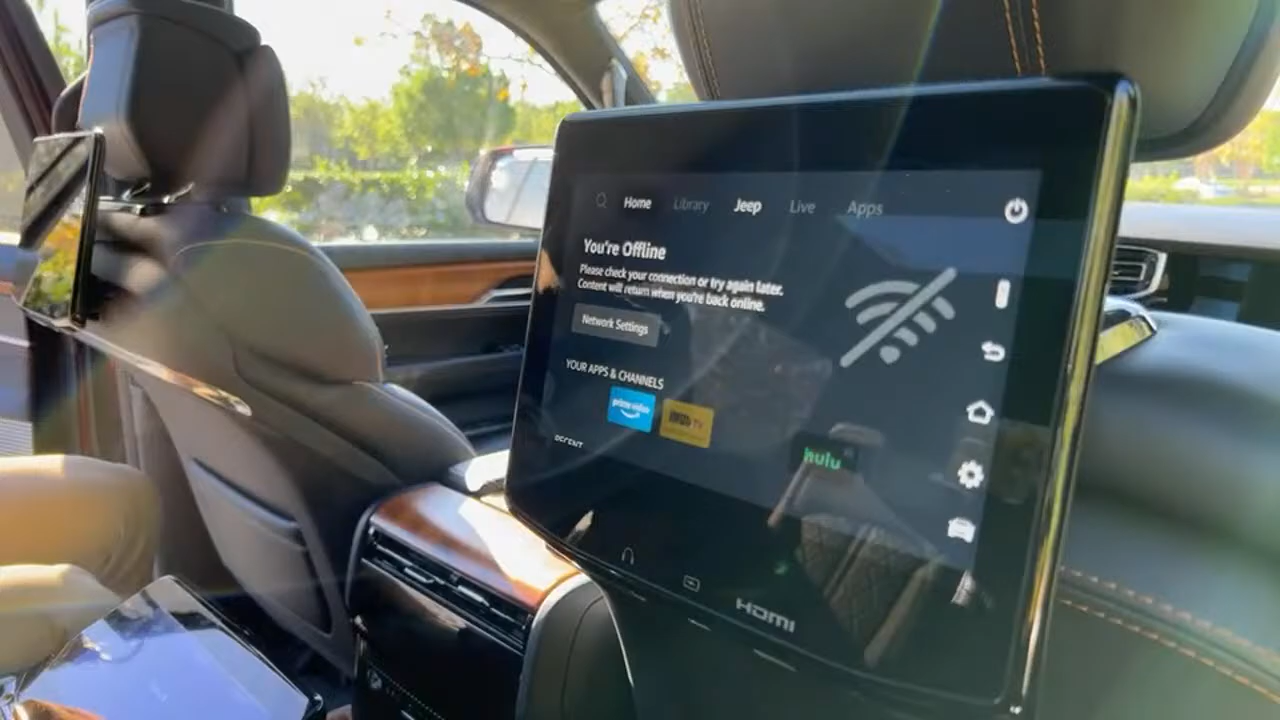 Home Library Jeep Live Apps
You're Offline
Please check your connection or try again later.
Content will return when you're back online.
Network Settings
YOUR APPS & CHANNELS
prime video
IMDb TV
hulu
RECENT
HDMI